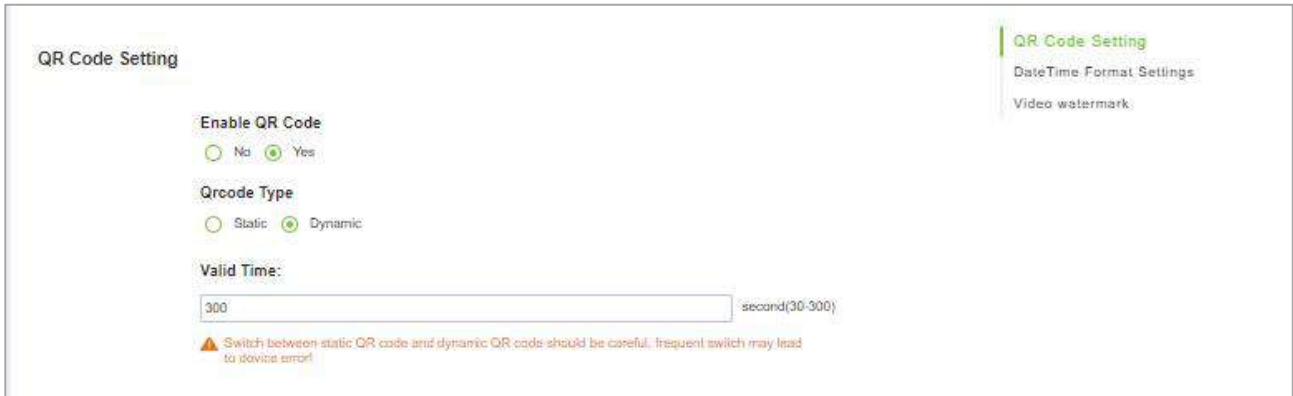 QR Code Setting
Enable QR Code
No Yes
Qrcode Type
Static Dynamic
Valid Time:
300 second(30-300)
Switch between static QR code and dynamic QR code should be careful, frequent switch may lead
to device error!
QR Code Setting
DateTime Format Settings
Video watermark